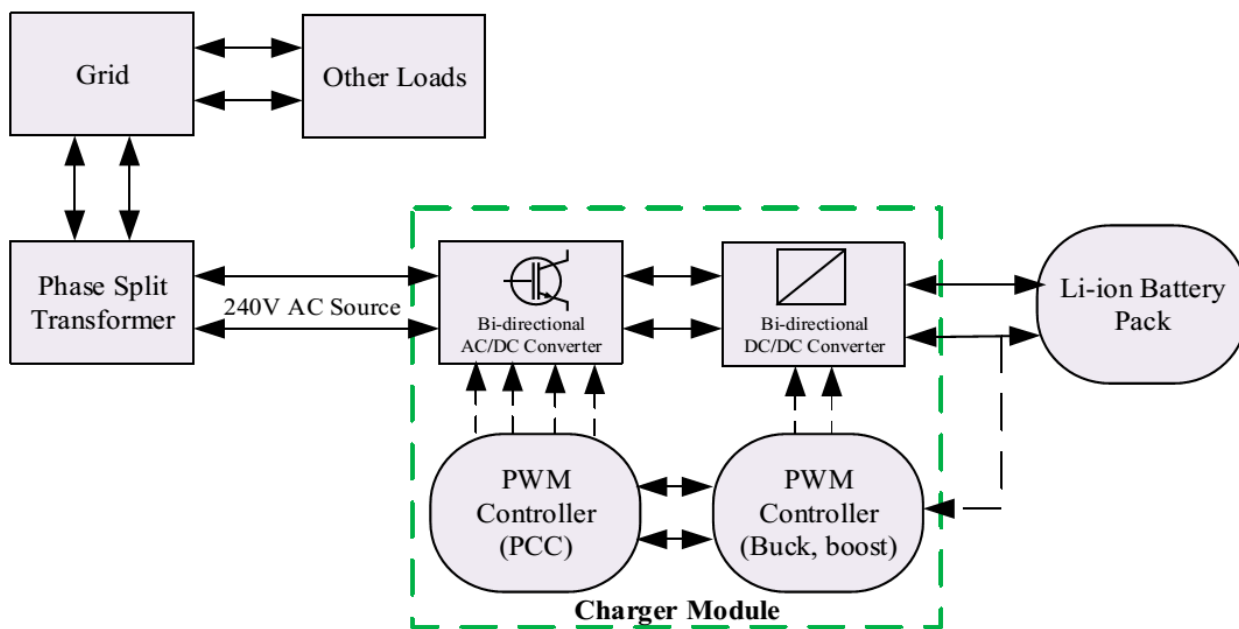 Grid
Other Loads
Phase Split
Transformer
240V AC Source
Bi-directional
AC/DC Converter
Bi-directional
DC/DC Converter
Li-ion Battery
Pack
PWM
Controller
(PCC)
PWM
Controller
(Buck, boost)
Charger Module